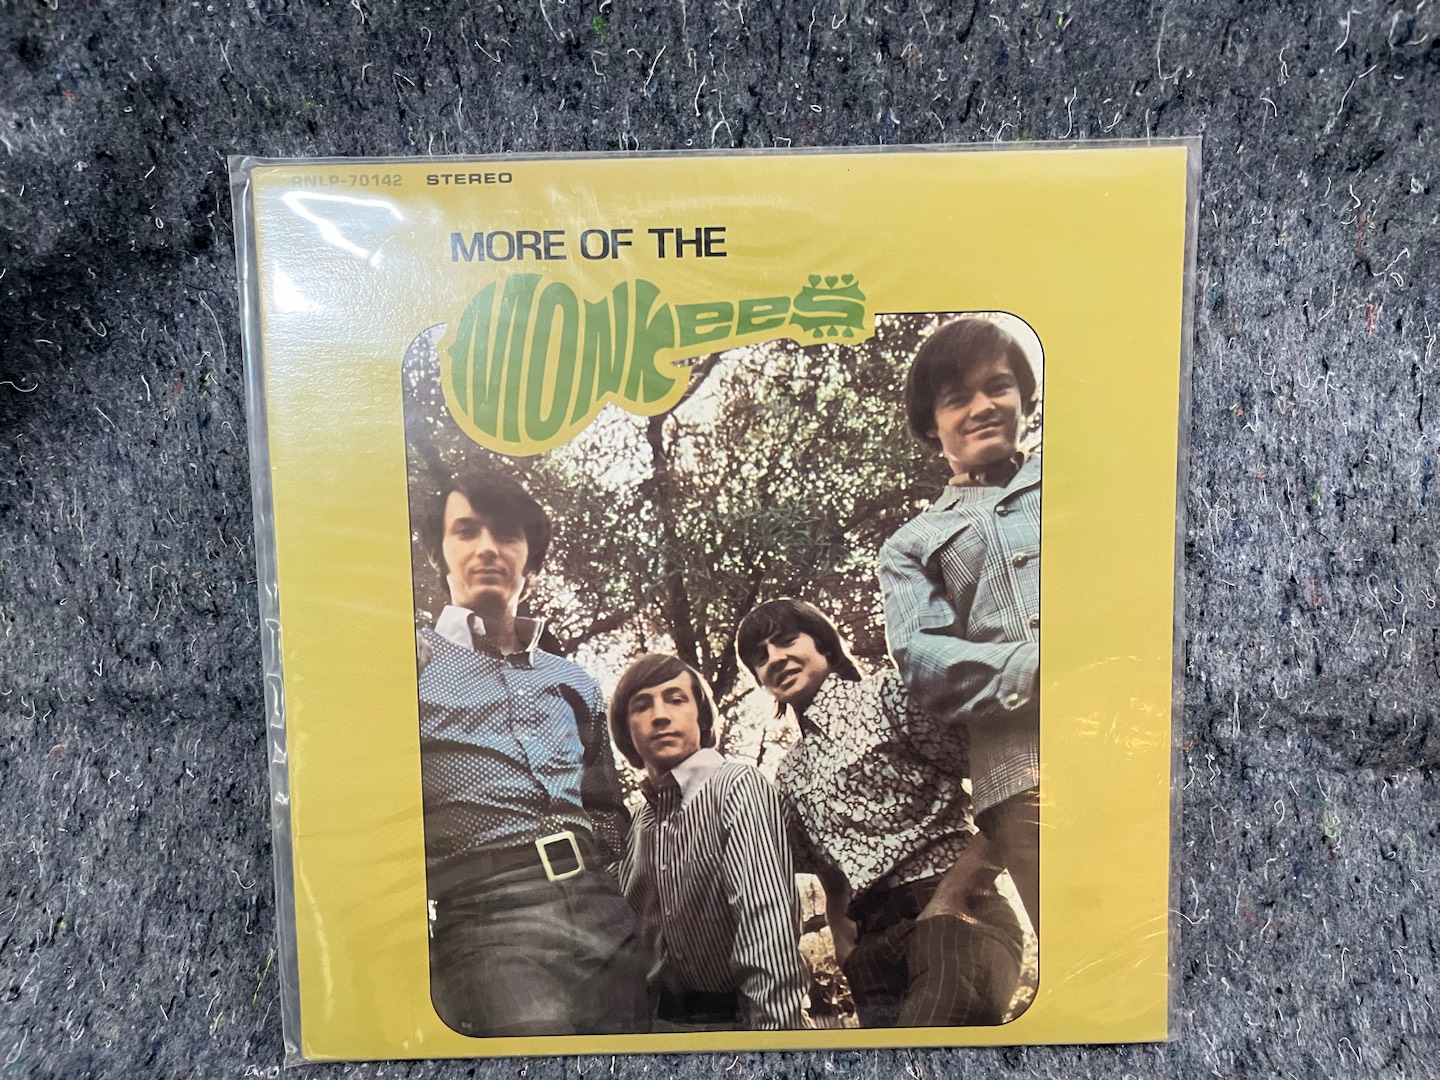 RNLP-70142 STEREO
MORE OF THE
MONKEES